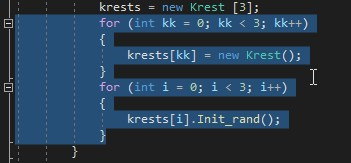 krests = new Krest [3];
for (int kk = 0; kk < 3; kk++)
{
krests[kk] = new Krest();
}
for (int i = 0; i < 3; i++)
{
krests[i].Init_rand();
}
}